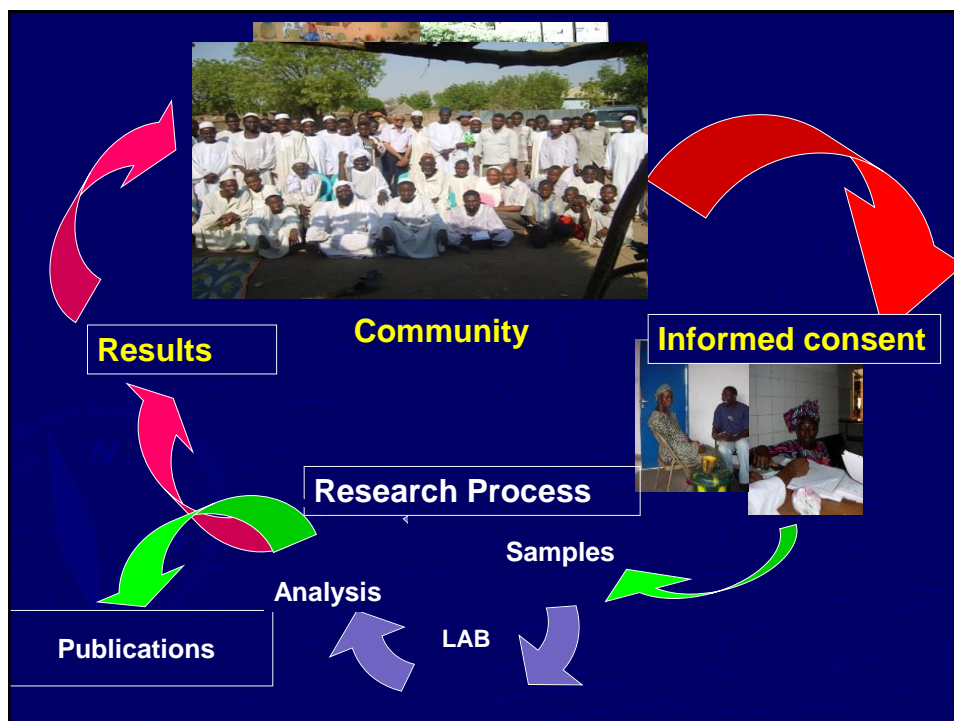 Community
Results
Informed consent
Research Process
Samples
Analysis
LAB
Publications